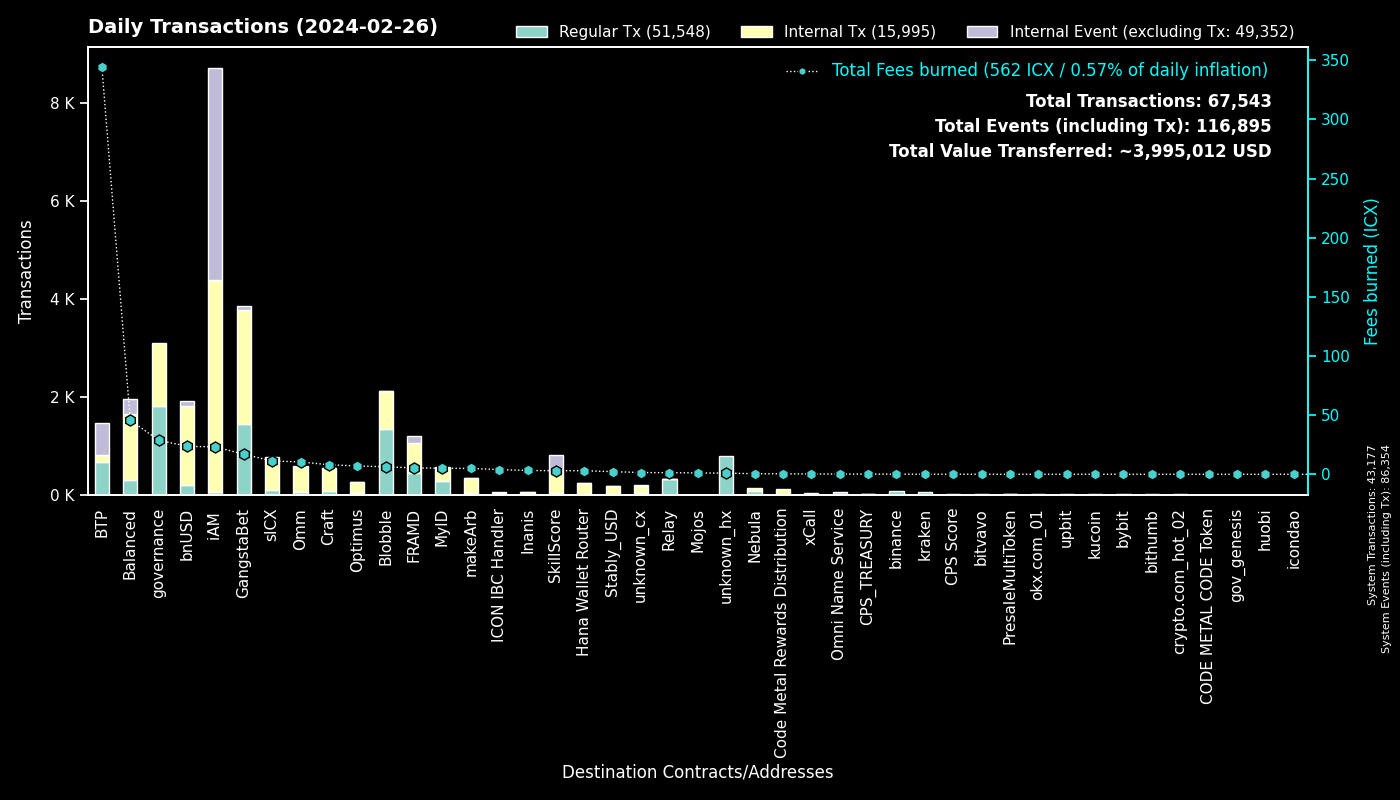 Daily Transactions (2024-02-26)
Regular Tx (51,548)
Internal Tx (15,995)
Internal Event (excluding Tx: 49,352)
Total Fees burned (562 ICX / 0.57% of daily inflation)
Total Transactions: 67,543
Total Events (including Tx): 116,895
Total Value Transferred: ~3,995,012 USD
Transactions
8 K
6 K
4 K
2 K
0 K
350
300
250
200
150
100
50
0
Fees burned (ICX)
System Transactions: 43,177
System Events (including Tx): 86,354
BTP
Balanced
governance
bnUSD
iAM
GangstaBet
sICX
Omm
Craft
Optimus
Blobble
FRAMD
MyID
makeArb
ICON IBC Handler
Inanis
SkillScore
Hana Wallet Router
Stably_USD
unknown_cx
Relay
Mojos
unknown_hx
Nebula
Code Metal Rewards Distribution
xCall
Omni Name Service
CPS_TREASURY
binance
kraken
CPS Score
bitvavo
PresaleMultiToken
okx.com_01
upbit
kucoin
bybit
bithumb
crypto.com_hot_02
CODE METAL CODE Token
gov_genesis
huobi
icondao
Destination Contracts/Addresses